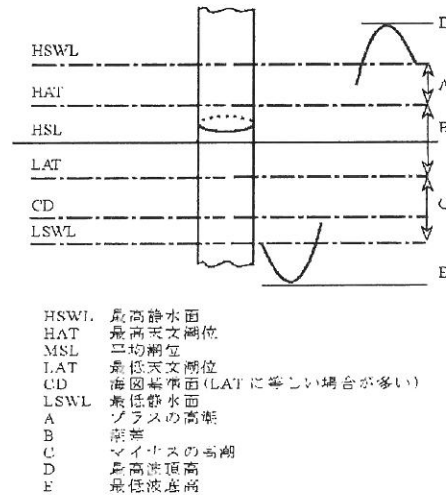 D
HSWL
A
HAT
B
HSL
LAT
C
CD
LSWL
E
HSWL 最高静水面
HAT 最高天文潮位
MSL 平均潮位
LAT 最低天文潮位
CD 海図基準面(LATに等しい場合が多い)
LSWL 最低静水面
A プラスの高潮
B 潮差
C マイナスの高潮
D 最高波頂高
E 最低波底高